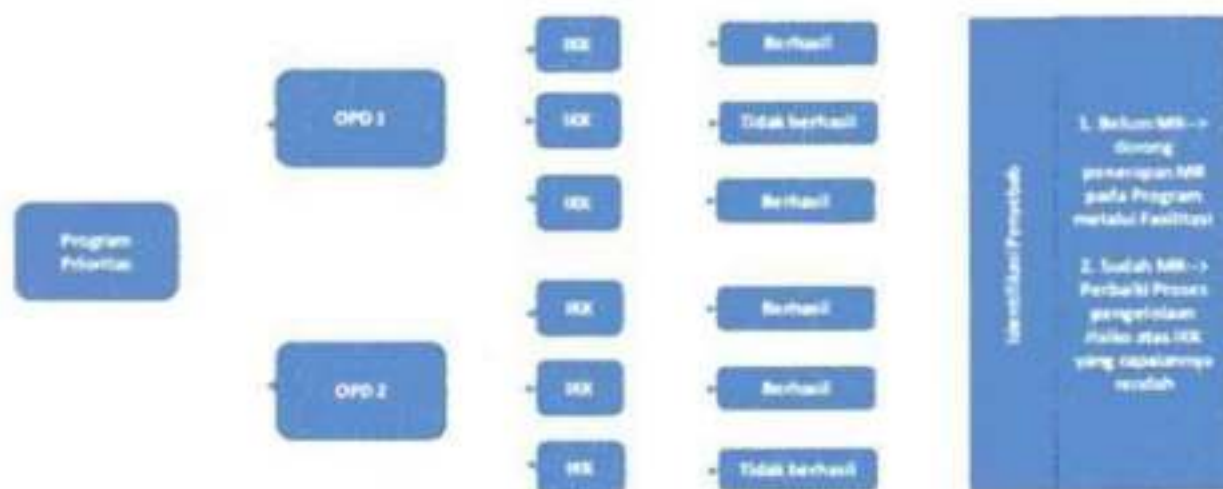 Program
Prioritas
OPD 1
IKK
Berhasil
IKK
Tidak berhasil
IKK
Berhasil
OPD 2
IKK
Berhasil
IKK
Berhasil
IKK
Tidak berhasil
Identifikasi Penyebab
1. Belum MR-->
dorong
penerapan MR
pada Program
melalui Fasilitasi
2. Sudah MR-->
Perbaiki Proses
pengelolaan
risiko atas IKK
yang capaiannya
rendah